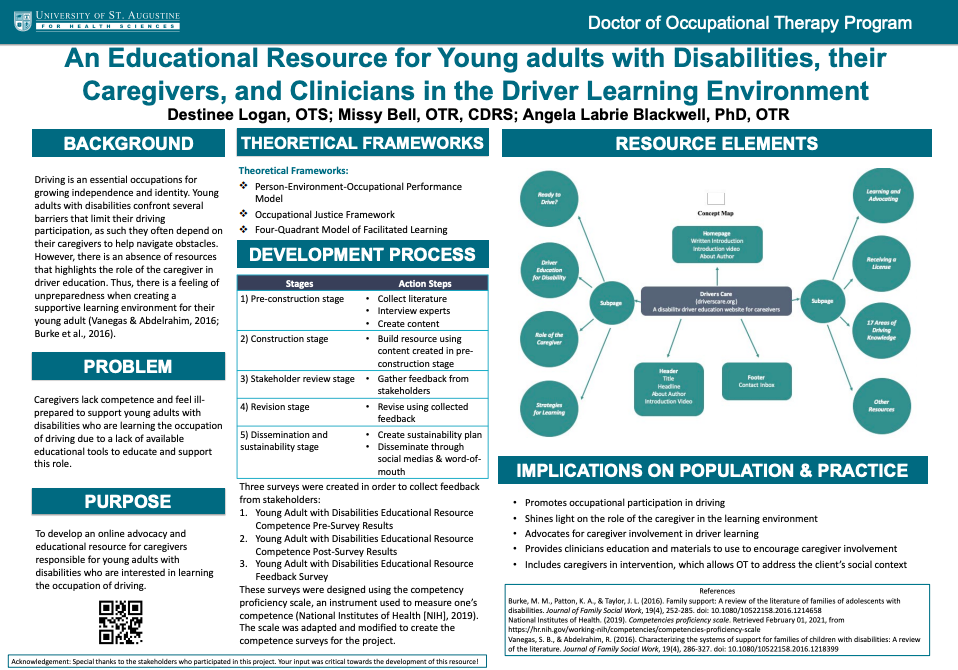 UNIVERSITY OF ST. AUGUSTINE
FOR HEALTH SCIENCES
Doctor of Occupational Therapy Program
An Educational Resource for Young adults with Disabilities, their
Caregivers, and Clinicians in the Driver Learning Environment
Destinee Logan, OTS; Missy Bell, OTR, CDRS; Angela Labrie Blackwell, PhD, OTR
BACKGROUND
Driving is an essential occupations for
growing independence and identity. Young
adults with disabilities confront several
barriers that limit their driving
participation, as such they often depend on
their caregivers to help navigate obstacles.
However, there is an absence of resources
that highlights the role of the caregiver in
driver education. Thus, there is a feeling of
unpreparedness when creating a
supportive learning environment for their
young adult (Vanegas & Abdelrahim, 2016;
Burke et al., 2016).
PROBLEM
Caregivers lack competence and feel ill-
prepared to support young adults with
disabilities who are learning the occupation
of driving due to a lack of available
educational tools to educate and support
this role.
PURPOSE
To develop an online advocacy and
educational resource for caregivers
responsible for young adults with
disabilities who are interested in learning
the occupation of driving.
THEORETICAL FRAMEWORKS
Theoretical Frameworks:
❖ Person-Environment-Occupational Performance
Model
❖ Occupational Justice Framework
❖ Four-Quadrant Model of Facilitated Learning
DEVELOPMENT PROCESS
Stages Action Steps
1) Pre-construction stage • Collect literature
• Interview experts
• Create content
2) Construction stage • Build resource using
content created in pre-
construction stage
3) Stakeholder review stage • Gather feedback from
stakeholders
4) Revision stage • Revise using collected
feedback
5) Dissemination and • Create sustainability plan
sustainability stage • Disseminate through
social medias & word-of-
mouth
Three surveys were created in order to collect feedback
from stakeholders:
1. Young Adult with Disabilities Educational Resource
Competence Pre-Survey Results
2. Young Adult with Disabilities Educational Resource
Competence Post-Survey Results
3. Young Adult with Disabilities Educational Resource
Feedback Survey
These surveys were designed using the competency
proficiency scale, an instrument used to measure one's
competence (National Institutes of Health [NIH], 2019).
The scale was adapted and modified to create the
competence surveys for the project.
RESOURCE ELEMENTS
Concept Map
Ready to
Drive?
Driver
Education
for Disability
Role of the
Caregiver
Strategies
for Learning
Subpage
Homepage
Written Introduction
Introduction video
About Author
Drivers Care
(driverscare.org)
A disability driver education website for caregivers
Header
Title
Headline
About Author
Introduction Video
Footer
Contact Inbox
Subpage
Learning and
Advocating
Receiving a
License
17 Areas of
Driving
Knowledge
Other
Resources
IMPLICATIONS ON POPULATION & PRACTICE
• Promotes occupational participation in driving
• Shines light on the role of the caregiver in the learning environment
• Advocates for caregiver involvement in driver learning
• Provides clinicians education and materials to use to encourage caregiver involvement
• Includes caregivers in intervention, which allows OT to address the client's social context
References
Burke, M. M., Patton, K. A., & Taylor, J. L. (2016). Family support: A review of the literature of families of adolescents with
disabilities. Journal of Family Social Work, 19(4), 252-285. doi: 10.1080/10522158.2016.1214658
National Institutes of Health. (2019). Competencies proficiency scale. Retrieved February 01, 2021, from
https://hr.nih.gov/working-nih/competencies/competencies-proficiency-scale
Vanegas, S. B., & Abdelrahim, R. (2016). Characterizing the systems of support for families of children with disabilities: A review
of the literature. Journal of Family Social Work, 19(4), 286-327. doi: 10.1080/10522158.2016.1218399
Acknowledgement: Special thanks to the stakeholders who participated in this project. Your input was critical towards the development of this resource!